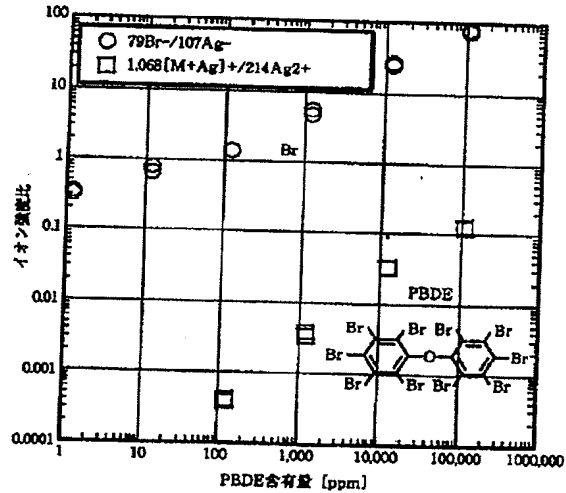 100
10
1
0.1
0.01
0.001
0.0001
イオン強度比
79Br-/107Ag-
1,068[M+Ag]+/214Ag2+
Br
PBDE
Br Br Br Br
Br O Br
Br Br Br Br
1 10 100 1,000 10,000 100,000 1000,000
PBDE含有量 [ppm]